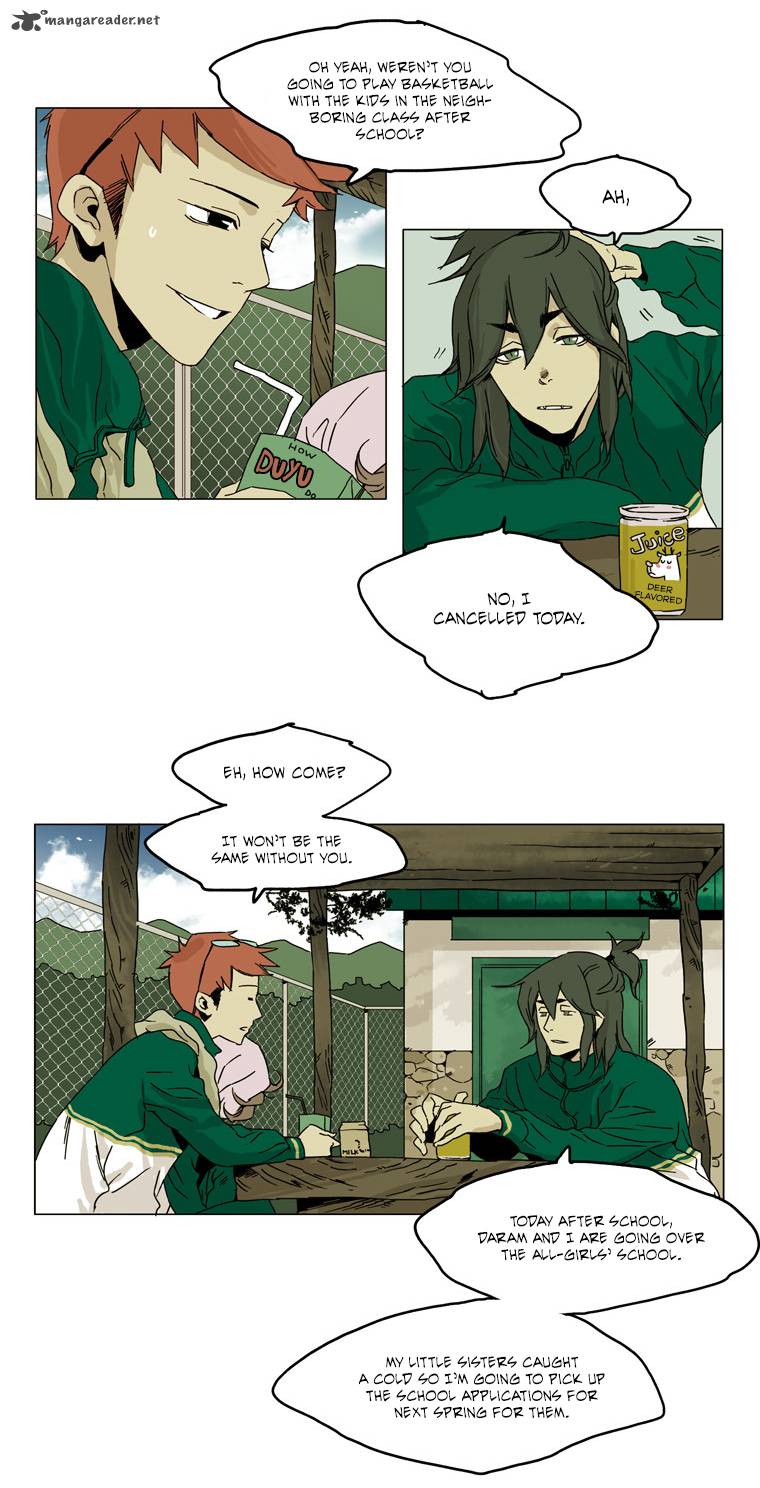 mangareader.net
OH YEAH, WEREN'T YOU
GOING TO PLAY BASKETBALL
WITH THE KIDS IN THE NEIGH-
BORING CLASS AFTER
SCHOOL?
AH,
HOW
DUYU
DO
Juice
DEER
FLAVORED
NO, I
CANCELLED TODAY.
EH, HOW COME?
IT WON'T BE THE
SAME WITHOUT YOU.
?
MILK
TODAY AFTER SCHOOL,
DARAM AND I ARE GOING OVER
THE ALL-GIRLS' SCHOOL.
MY LITTLE SISTERS CAUGHT
A COLD SO I'M GOING TO PICK UP
THE SCHOOL APPLICATIONS FOR
NEXT SPRING FOR THEM.